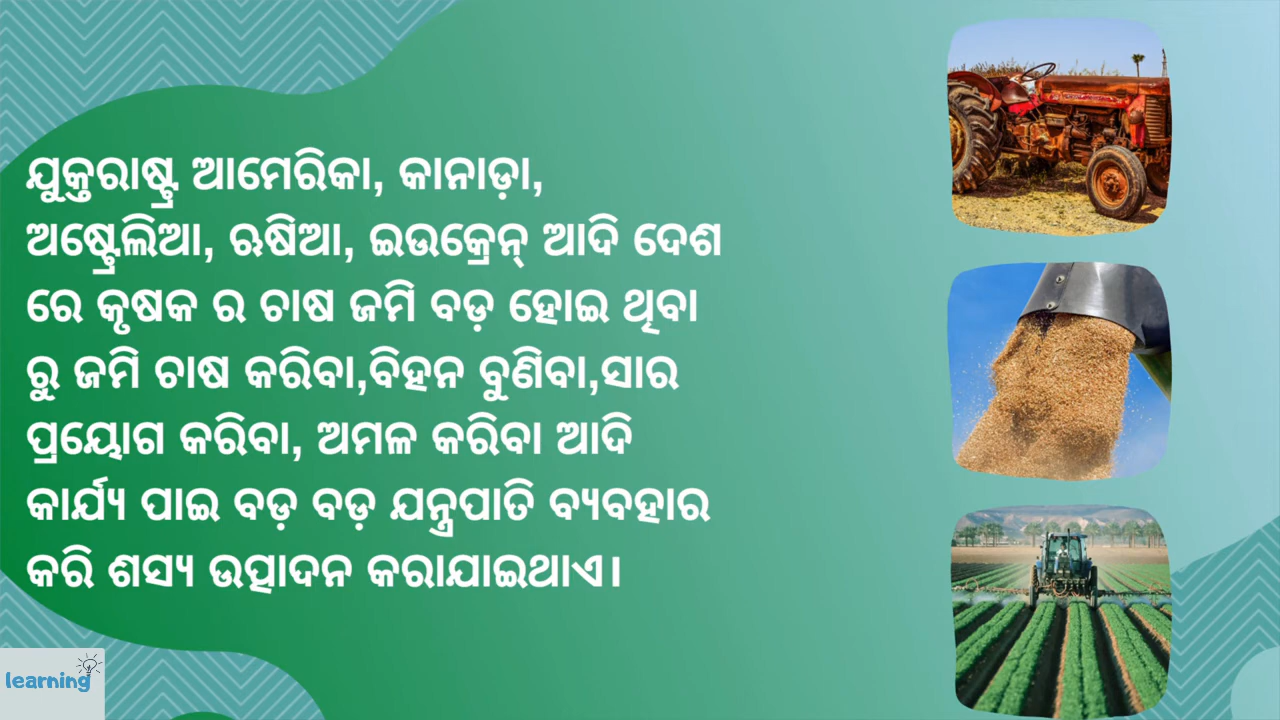 ଯୁକ୍ତରାଷ୍ଟ୍ର ଆମେରିକା, କାନାଡ଼ା,
ଅଷ୍ଟ୍ରେଲିଆ, ଋଷିଆ, ଇଉକ୍ରେନ୍ ଆଦି ଦେଶ
ରେ କୃଷକ ର ଚାଷ ଜମି ବଡ଼ ହୋଇ ଥିବା
ରୁ ଜମି ଚାଷ କରିବା,ବିହନ ବୁଣିବା,ସାର
ପ୍ରୟୋଗ କରିବା, ଅମଳ କରିବା ଆଦି
କାର୍ଯ୍ୟ ପାଇ ବଡ଼ ବଡ଼ ଯନ୍ତ୍ରପାତି ବ୍ୟବହାର
କରି ଶସ୍ୟ ଉତ୍ପାଦନ କରାଯାଇଥାଏ।
learning